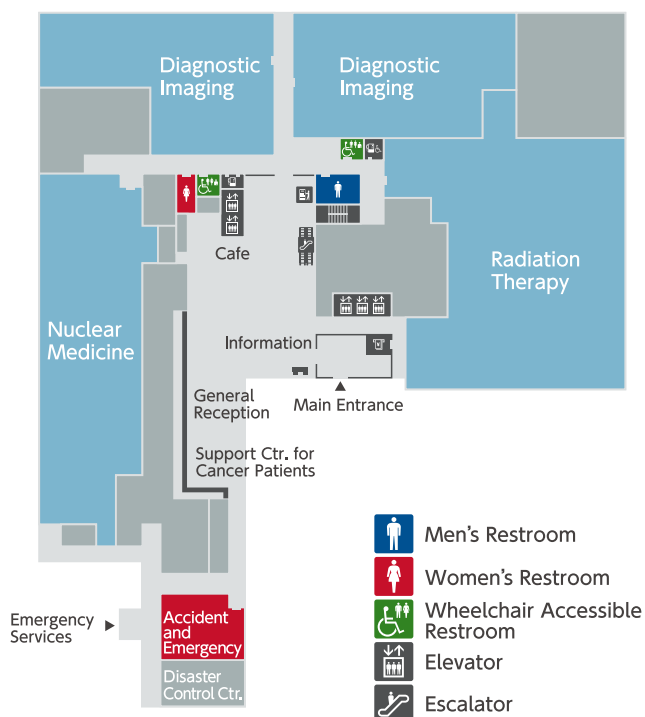 Diagnostic
Imaging
Diagnostic
Imaging
Cafe
Radiation
Therapy
Nuclear
Medicine
Information
General
Reception
Main Entrance
Support Ctr. for
Cancer Patients
Men's Restroom
Women's Restroom
Wheelchair Accessible
Restroom
Elevator
Escalator
Emergency
Services
Accident
and
Emergency
Disaster
Control Ctr.